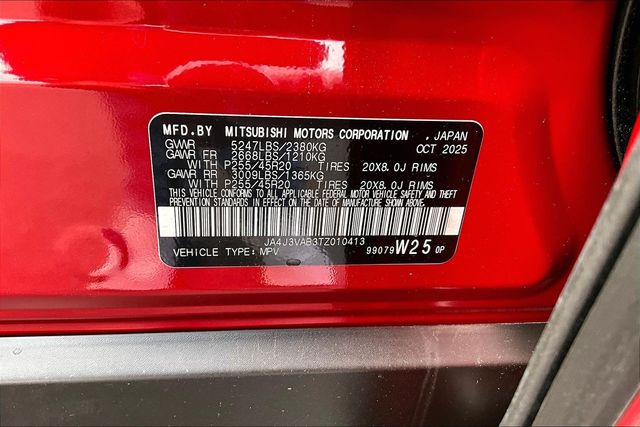 MFD.BY MITSUBISHI MOTORS CORPORATION , JAPAN
GVWR 5247LBS/2380KG OCT 2025
GAWR FR 2668LBS/1210KG
WITH P255/45R20 TIRES 20X8.0J RIMS
GAWR RR 3009LBS/1365KG
WITH P255/45R20 TIRES 20X8.0J RIMS
THIS VEHICLE CONFORMS TO ALL APPLICABLE FEDERAL MOTOR VEHICLE SAFETY AND THEFT
PREVENTION STANDARDS IN EFFECT ON THE DATE OF MANUFACTURE SHOWN ABOVE.
JA4J3VAB3TZ010413
VEHICLE TYPE:MPV 99079 W25 0P